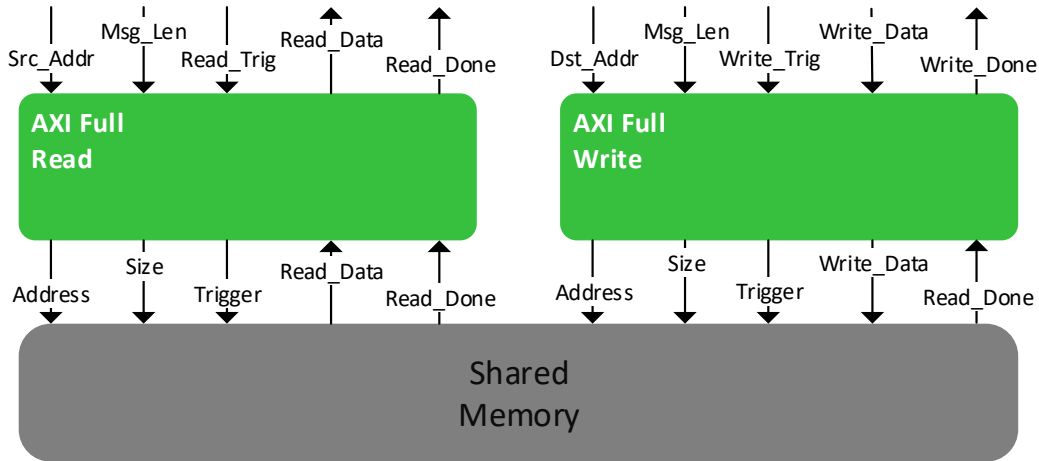 Src_Addr
Msg_Len
Read_Trig
Read_Data
Read_Done
Dst_Addr
Msg_Len
Write_Trig
Write_Data
Write_Done
AXI Full
Read
AXI Full
Write
Address
Size
Trigger
Read_Data
Read_Done
Address
Size
Trigger
Write_Data
Read_Done
Shared
Memory